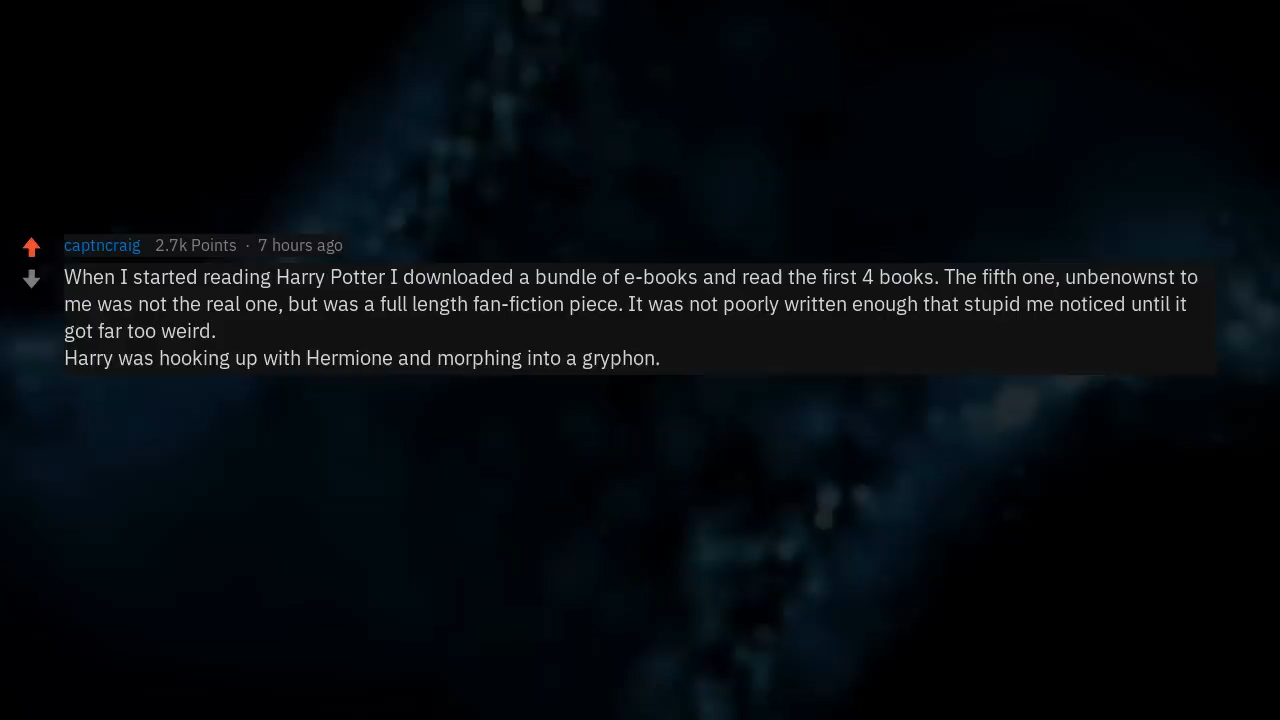 captncraig 2.7k Points · 7 hours ago
When I started reading Harry Potter I downloaded a bundle of e-books and read the first 4 books. The fifth one, unbenownst to
me was not the real one, but was a full length fan-fiction piece. It was not poorly written enough that stupid me noticed until it
got far too weird.
Harry was hooking up with Hermione and morphing into a gryphon.